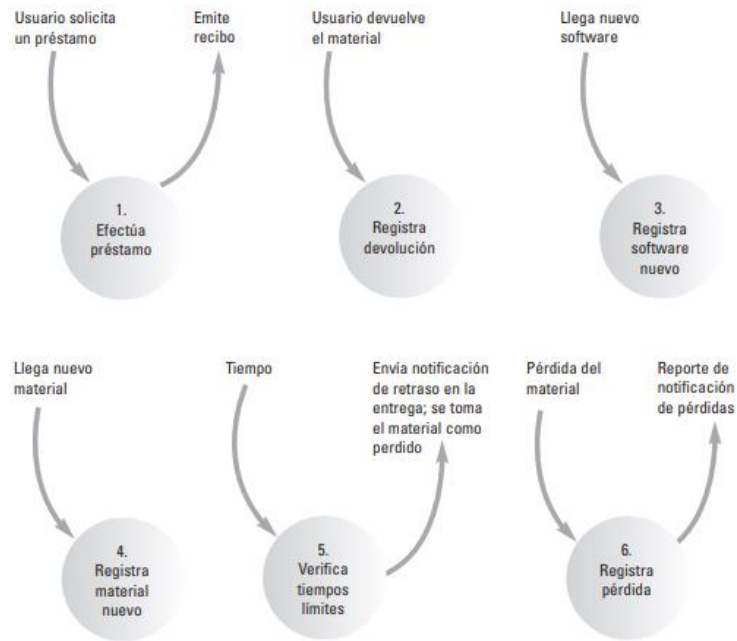 Usuario solicita
un préstamo
Emite
recibo
1.
Efectúa
préstamo
Usuario devuelve
el material
2.
Registra
devolución
Llega nuevo
software
3.
Registra
software
nuevo
Llega nuevo
material
4.
Registra
material
nuevo
Tiempo
Envía notificación
de retraso en la
entrega; se toma
el material como
perdido
5.
Verifica
tiempos
límites
Pérdida del
material
Reporte de
notificación
de pérdidas
6.
Registra
pérdida